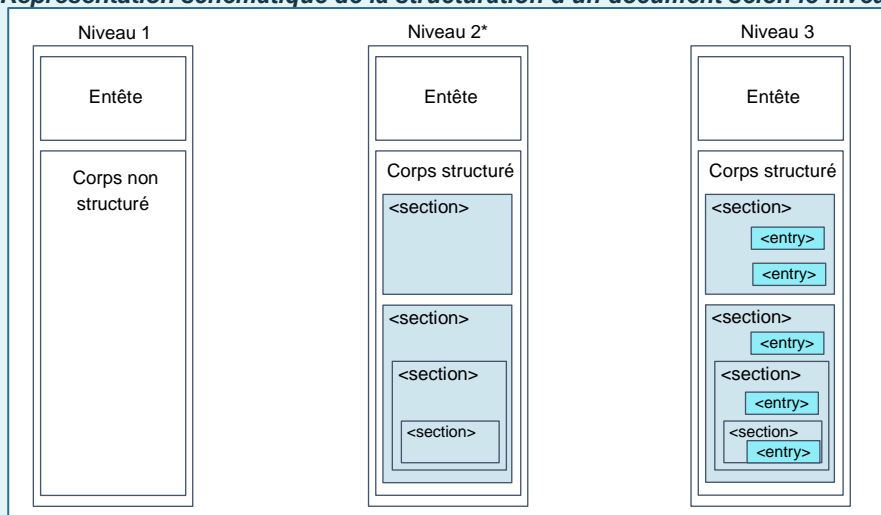 Représentation schématique de la structuration d'un document selon le
Niveau 1
Entête
Corps non
structuré
Niveau 2*
Entête
Corps structuré
<section>
<section>
<section>
<section>
Niveau 3
Entête
Corps structuré
<section>
<entry>
<entry>
<section>
<entry>
<section>
<entry>
<section>
<entry>